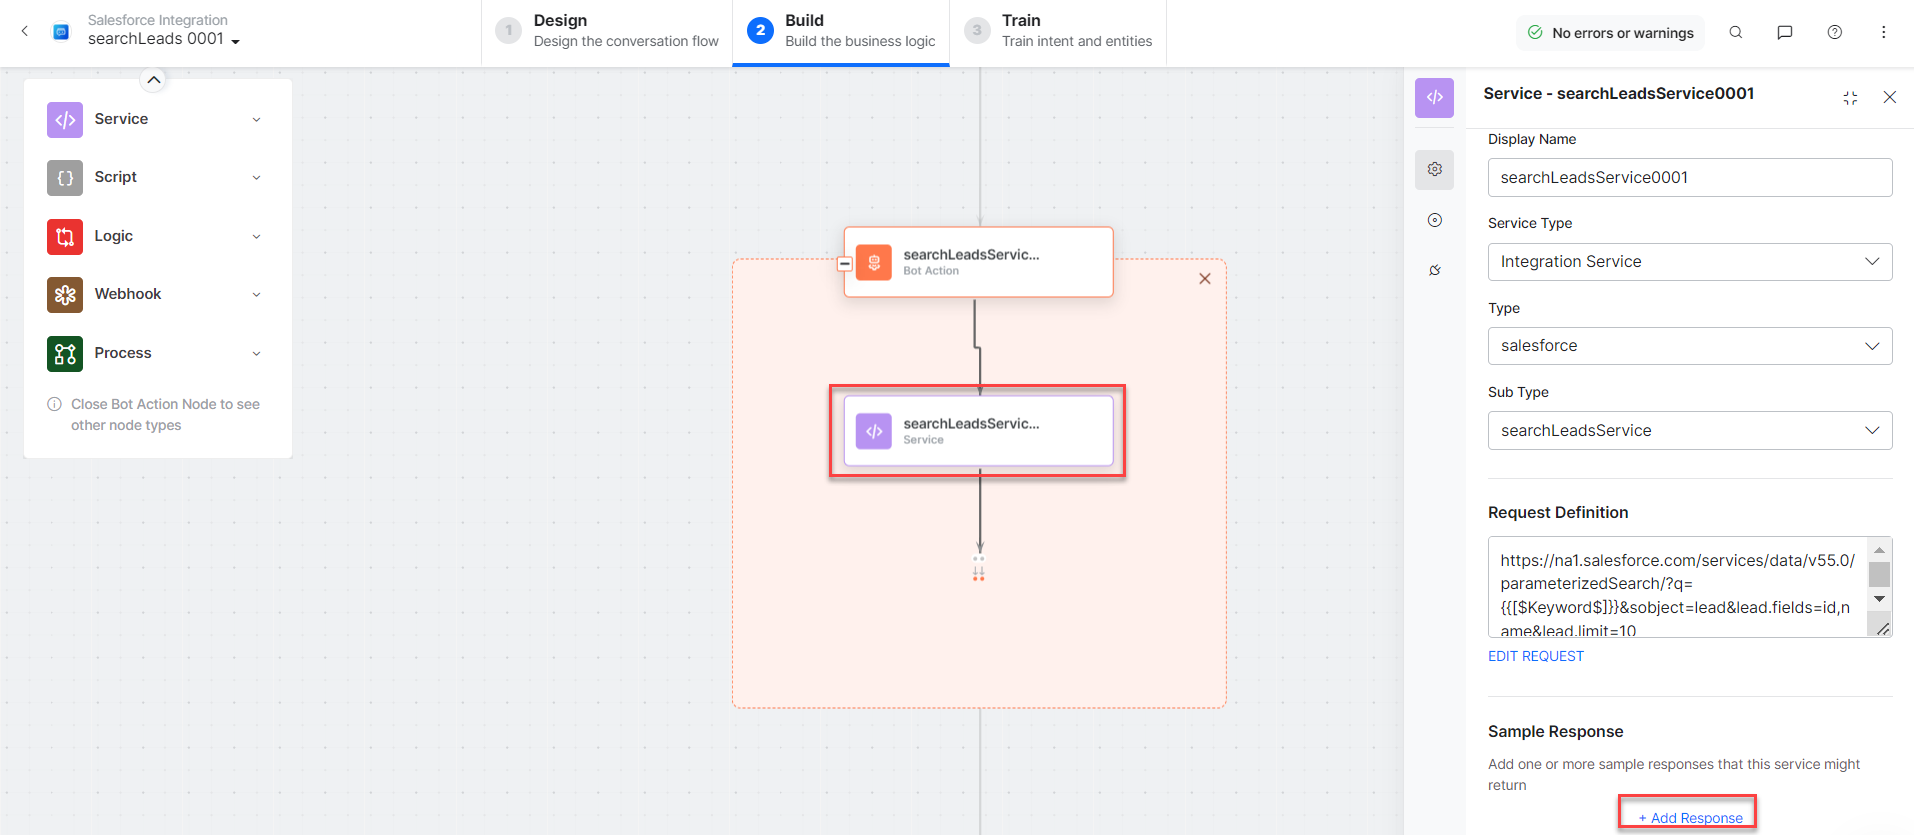 Salesforce Integration
searchLeads 0001
1
Design
Design the conversation flow
2
Build
Build the business logic
3
Train
Train intent and entities
No errors or warnings
Service
Script
Logic
Webhook
Process
Close Bot Action Node to see
other node types
searchLeadsServic...
Bot Action
searchLeadsServic...
Service
Service - searchLeadsService0001
Display Name
searchLeadsService0001
Service Type
Integration Service
Type
salesforce
Sub Type
searchLeadsService
Request Definition
https://na1.salesforce.com/services/data/v55.0/
parameterizedSearch/?q=
{{[$Keyword$]}}&sobject=lead&lead.fields=id,n
ame&lead.limit=10
EDIT REQUEST
Sample Response
Add one or more sample responses that this service might
return
+ Add Response